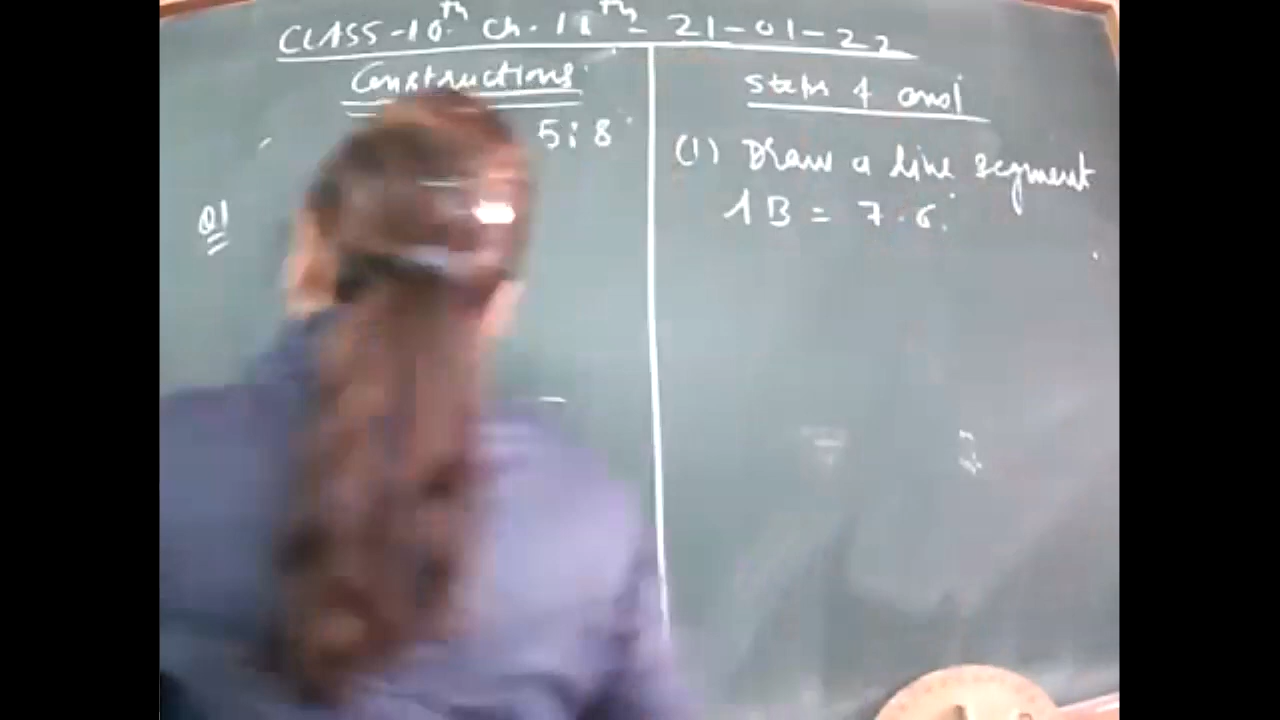 CLASS-10th Ch. 11th - 21-01-22
Constructions
5:8
Q1
Steps of const
(1) Draw a line segment
AB = 7.6